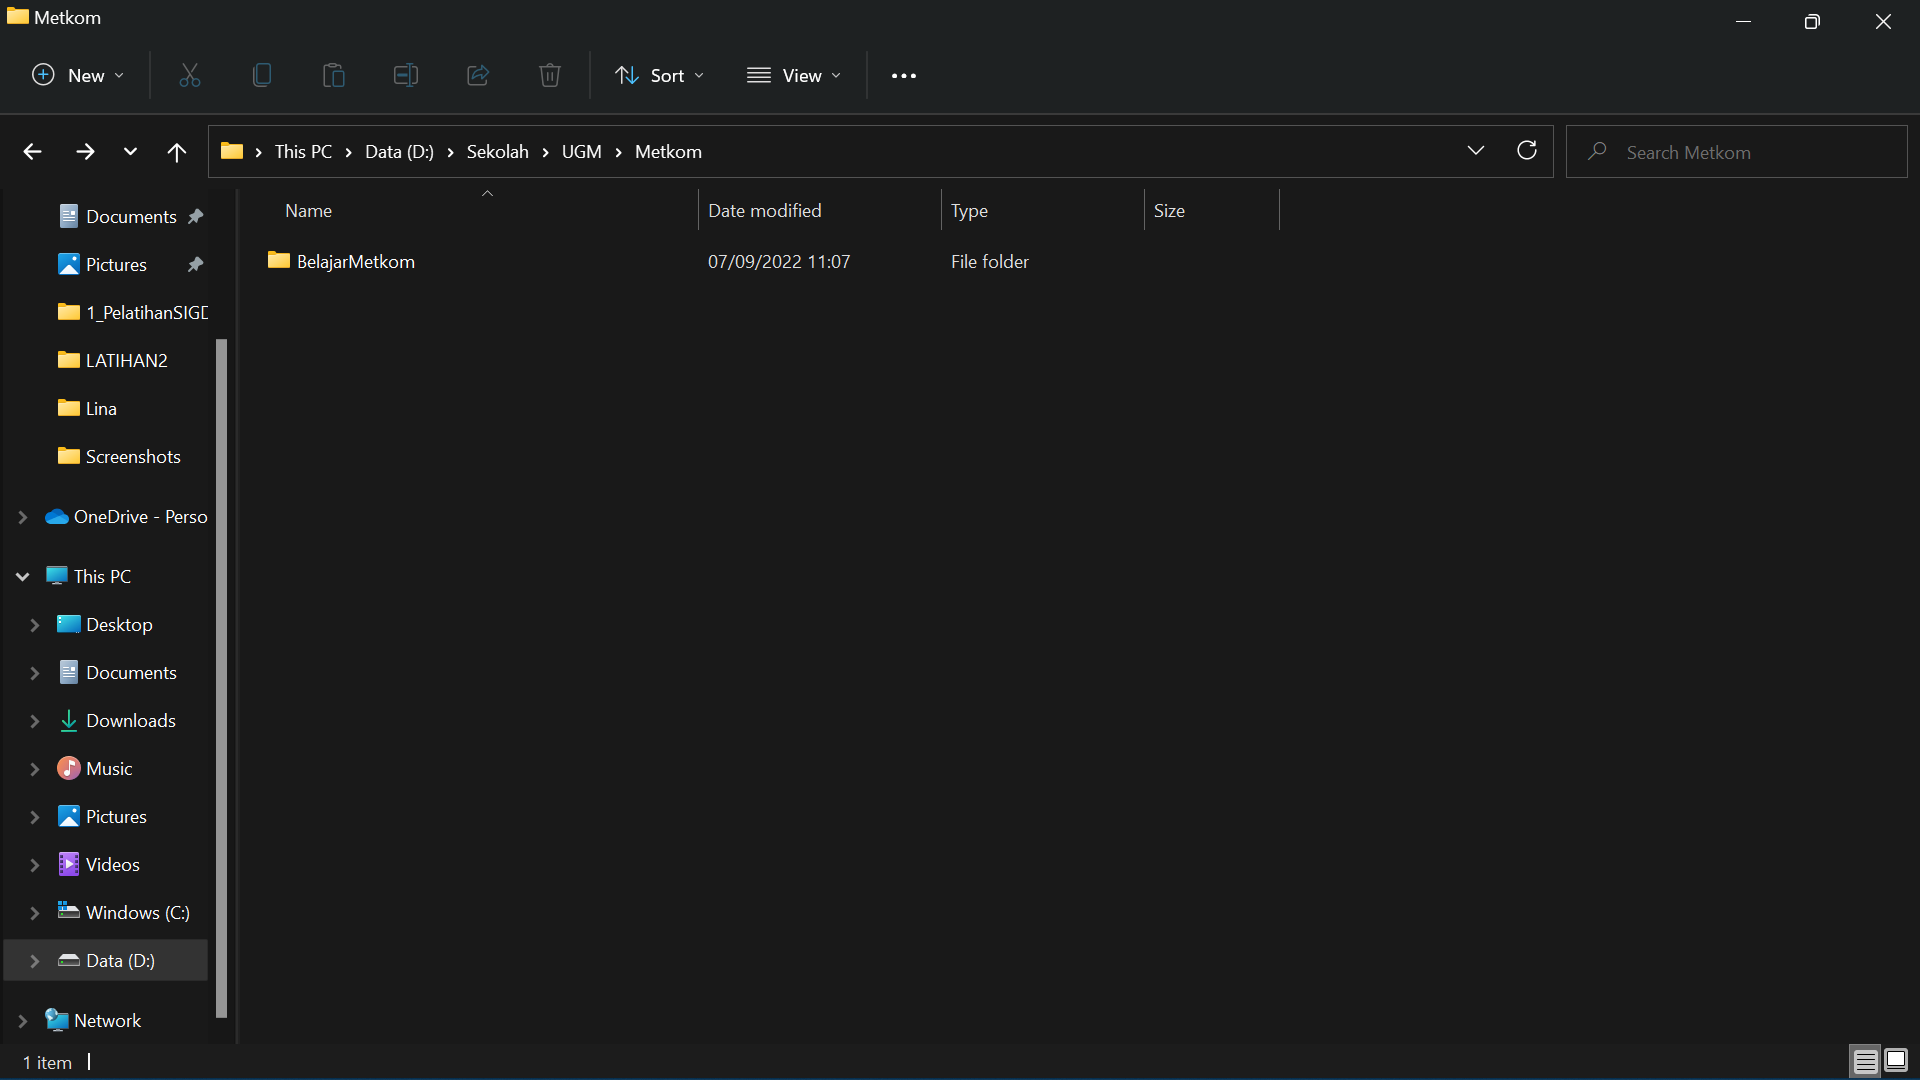 Metkom
New
Sort
View
This PC > Data (D:) > Sekolah > UGM > Metkom
Search Metkom
Name
Date modified
Type
Size
BelajarMetkom
07/09/2022 11:07
File folder
Documents
Pictures
1_PelatihanSIGD
LATIHAN2
Lina
Screenshots
OneDrive - Perso
This PC
Desktop
Documents
Downloads
Music
Pictures
Videos
Windows (C:)
Data (D:)
Network
1 item